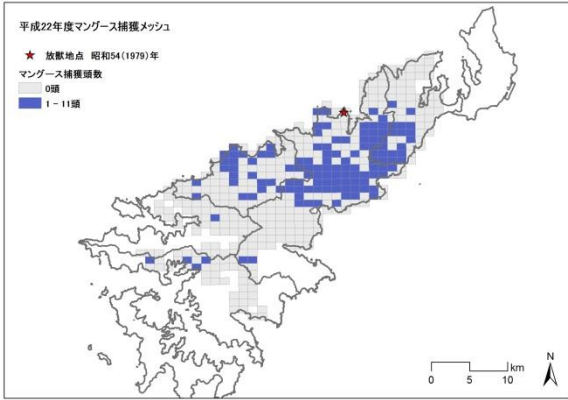 平成22年度マングース捕獲メッシュ
放獣地点 昭和54(1979)年
マングース捕獲頭数
0頭
1 - 11頭
km
0 5 10
N